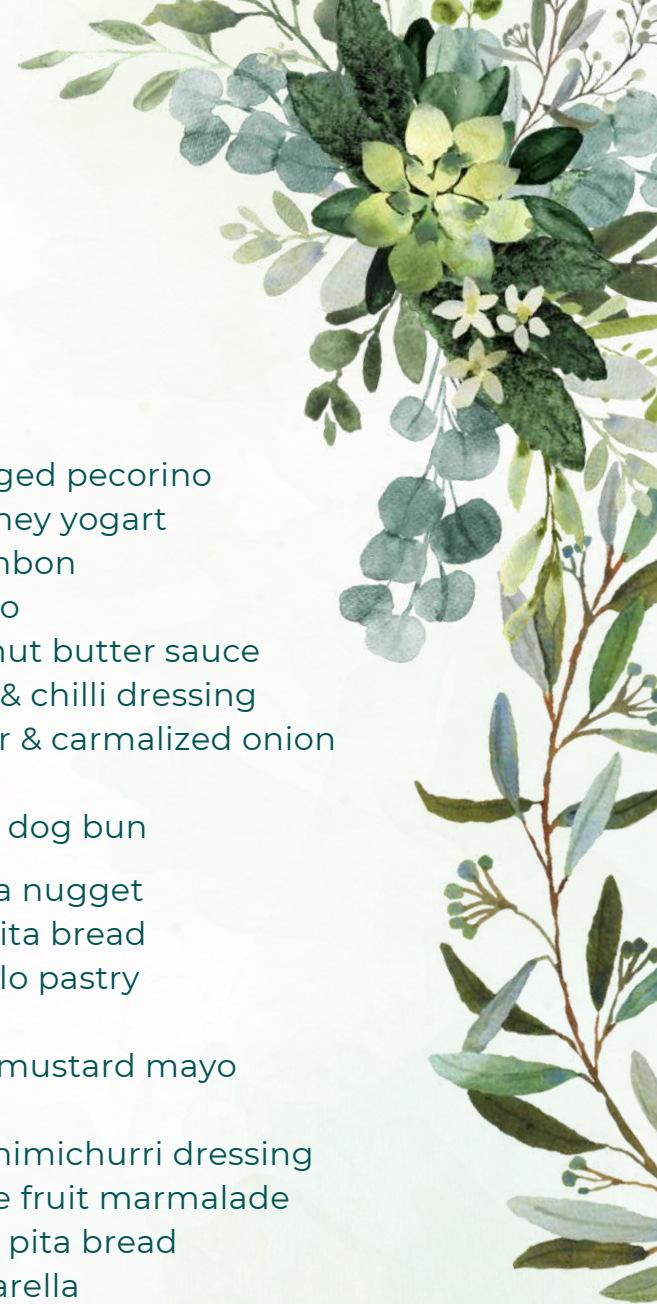 ged pecorino
ney yogart
nbon
o
nut butter sauce
& chilli dressing
r & carmalized onion
dog bun
a nugget
ita bread
lo pastry
mustard mayo
himichurri dressing
e fruit marmalade
pita bread
arella